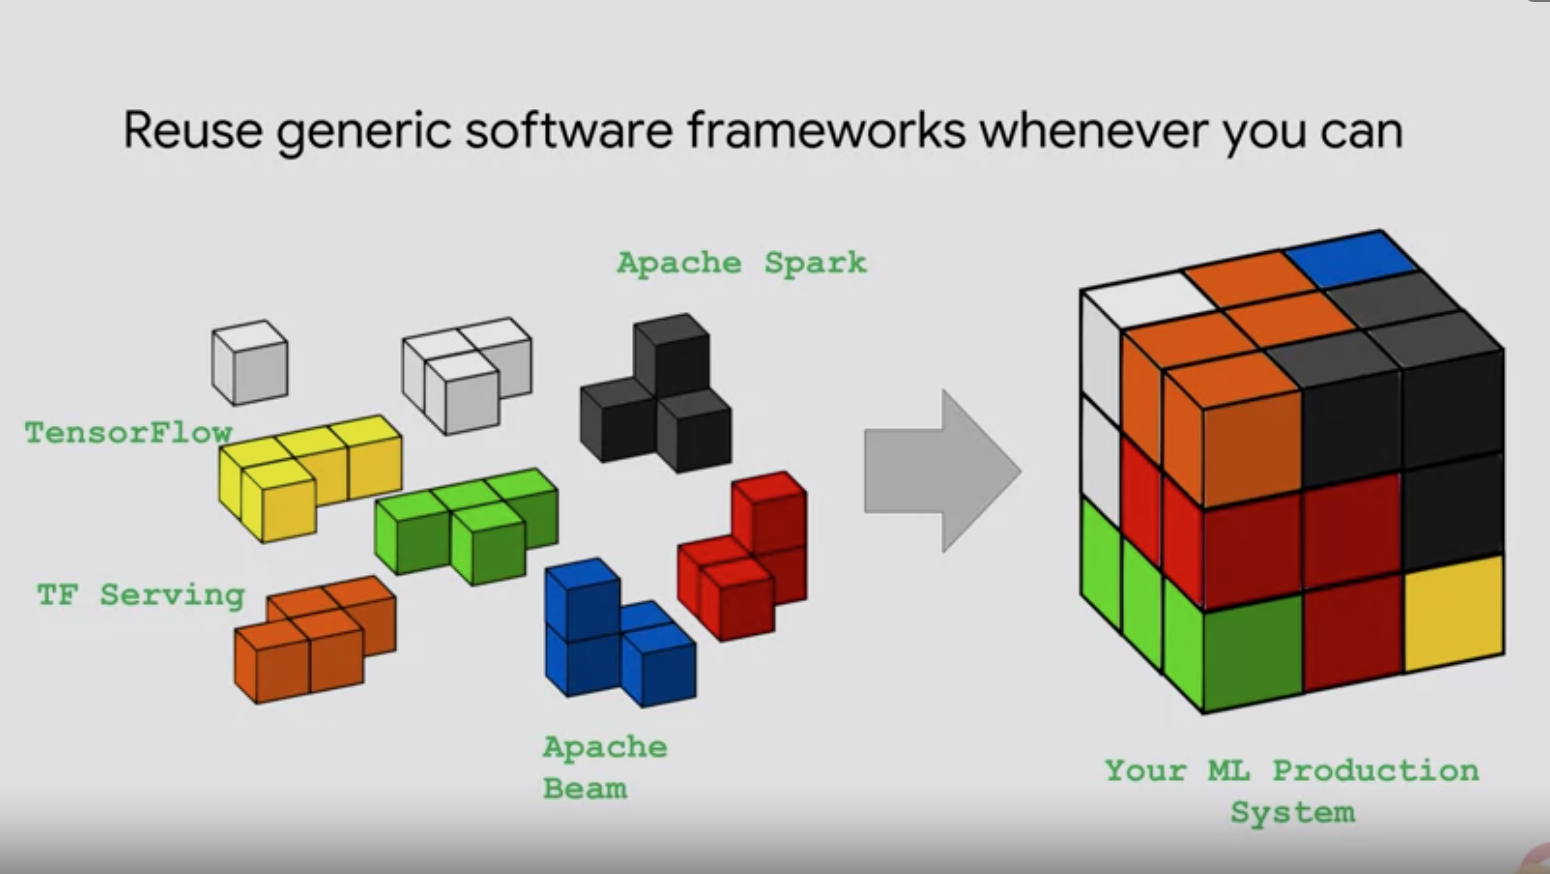 Reuse generic software frameworks whenever you can
Apache Spark
TensorFlow
TF Serving
Apache
Beam
Your ML Production
System